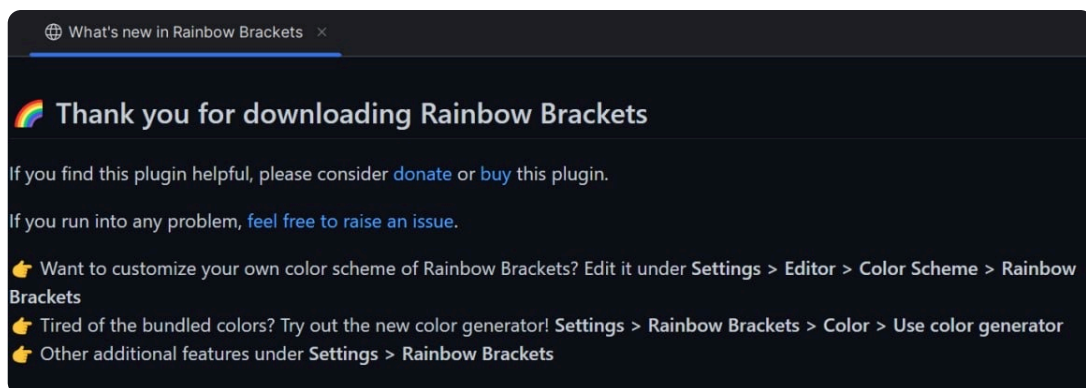 What's new in Rainbow Brackets
Thank you for downloading Rainbow Brackets
If you find this plugin helpful, please consider donate or buy this plugin.
If you run into any problem, feel free to raise an issue.
👉 Want to customize your own color scheme of Rainbow Brackets? Edit it under Settings > Editor > Color Scheme > Rainbow
Brackets
👉 Tired of the bundled colors? Try out the new color generator! Settings > Rainbow Brackets > Color > Use color generator
👉 Other additional features under Settings > Rainbow Brackets